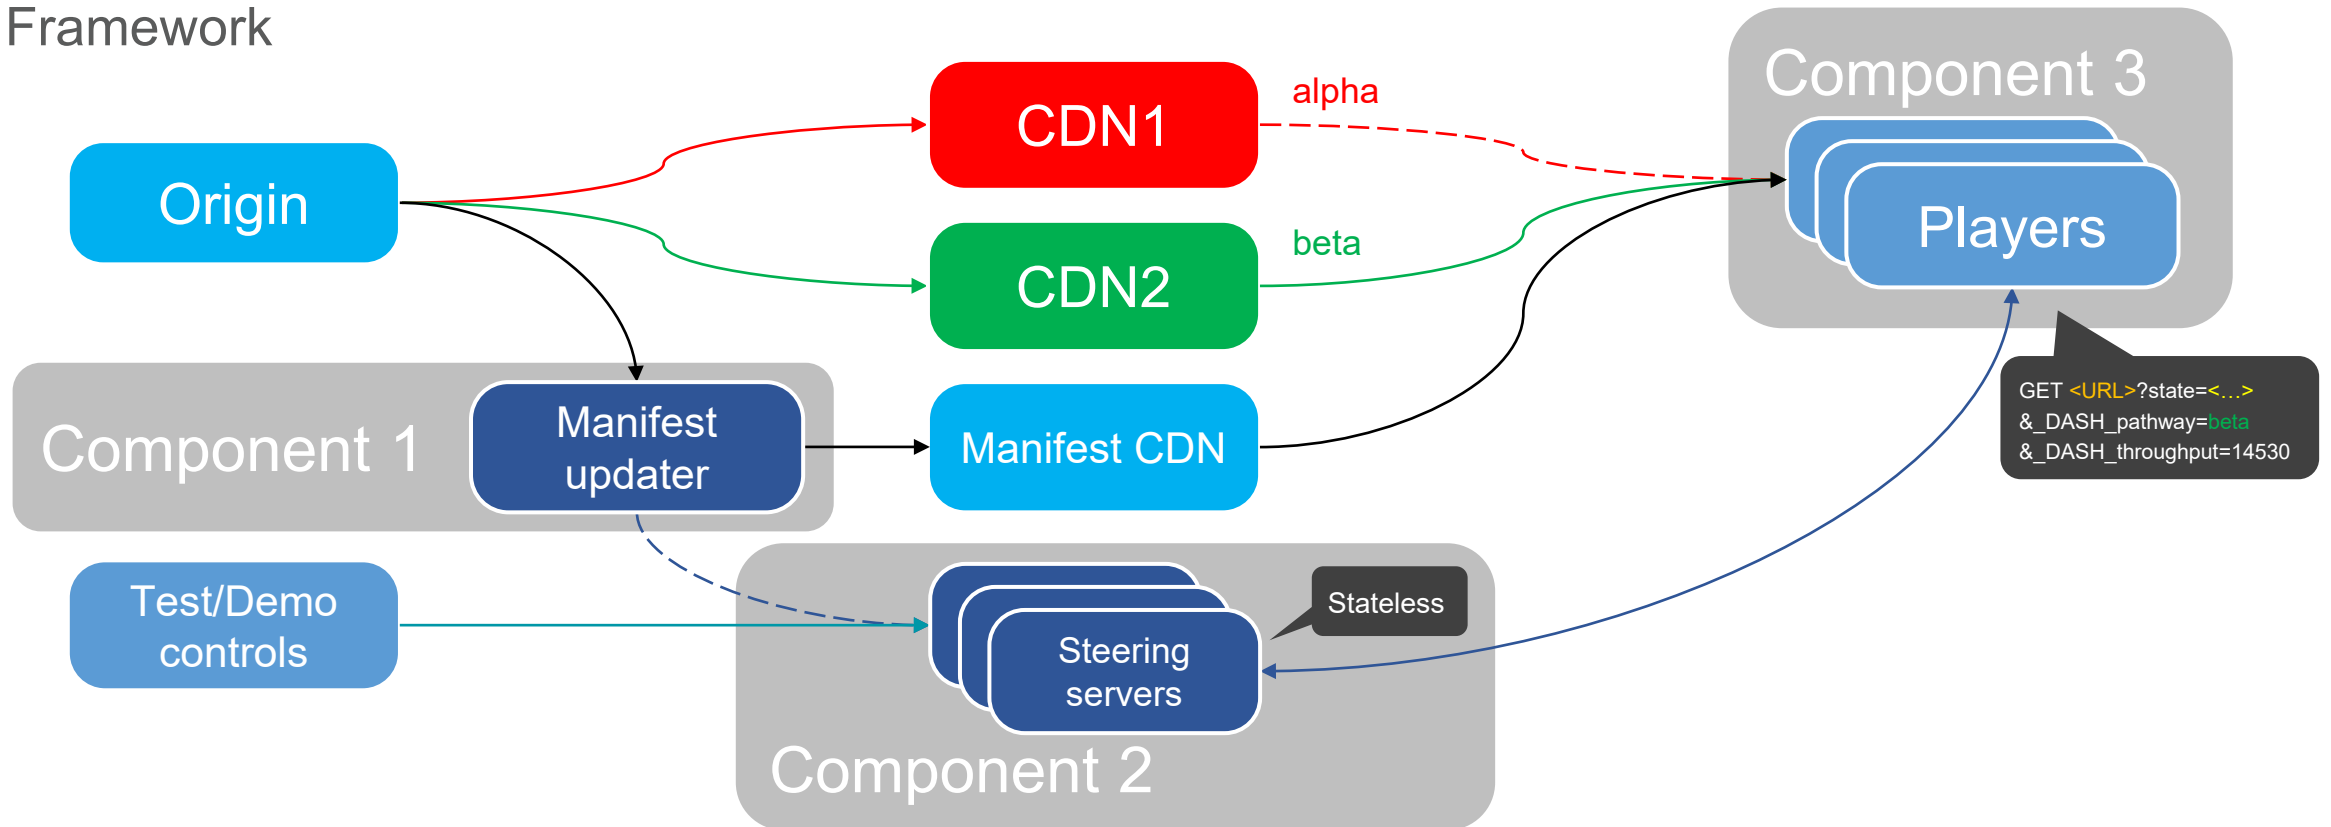 Framework
Origin
CDN1
alpha
CDN2
beta
Component 3
Players
GET <URL>?state=<...>
&_DASH_pathway=beta
&_DASH_throughput=14530
Component 1
Manifest
updater
Manifest CDN
Test/Demo
controls
Steering
servers
Stateless
Component 2